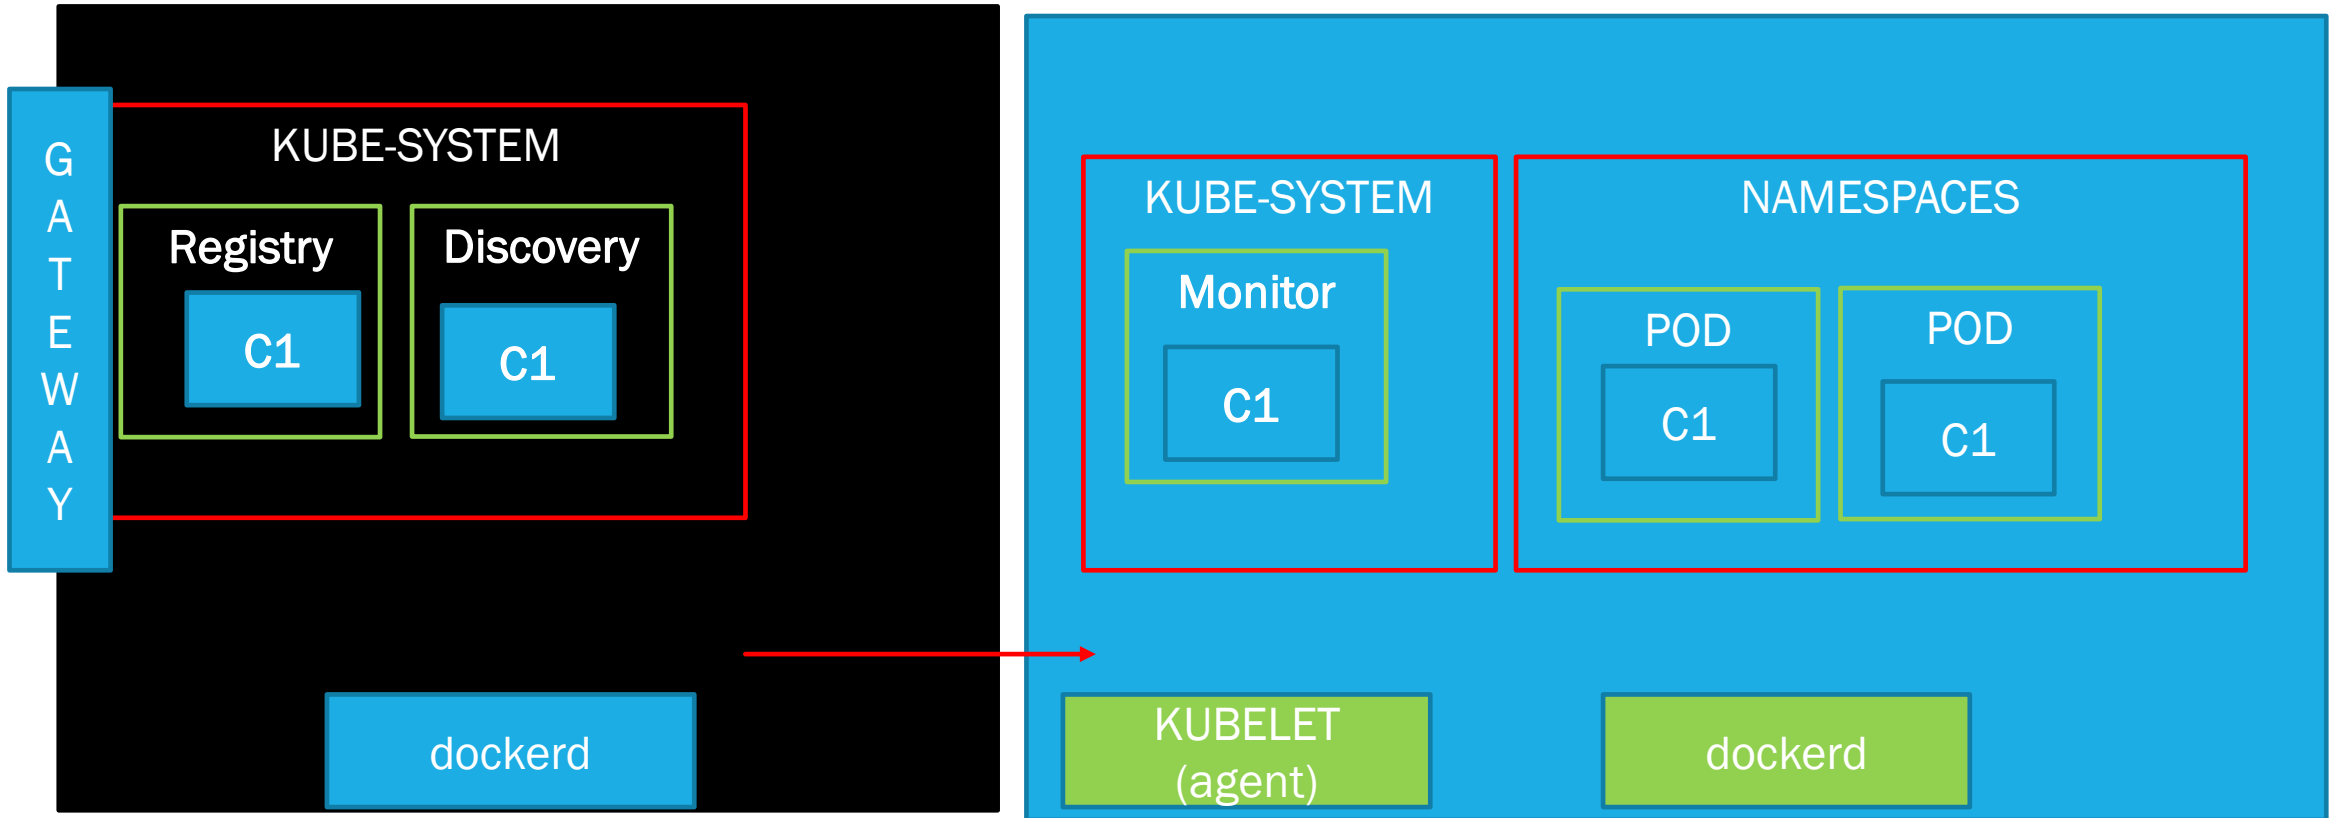 GATEWAY
KUBE-SYSTEM
Registry
C1
Discovery
C1
dockerd
KUBE-SYSTEM
Monitor
C1
NAMESPACES
POD
C1
POD
C1
KUBELET
(agent)
dockerd